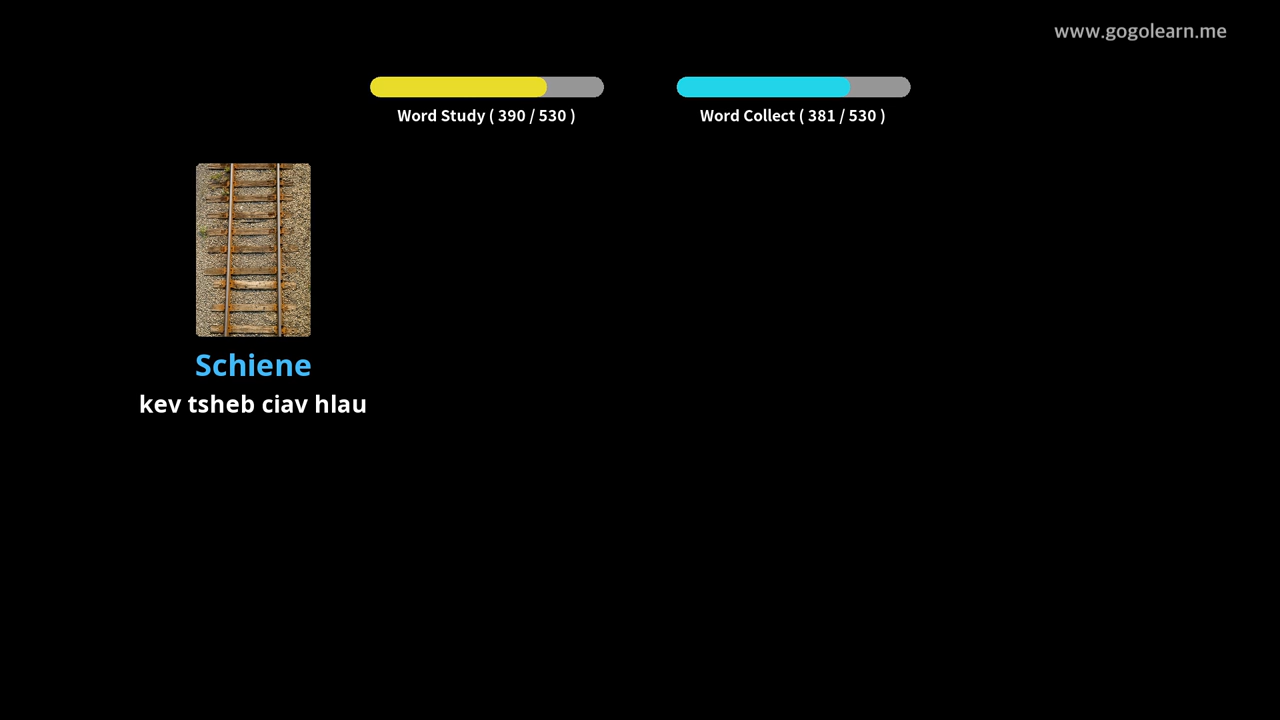 www.gogolearn.me
Word Study ( 390 / 530 )
Word Collect ( 381 / 530 )
Schiene
kev tsheb ciav hlau